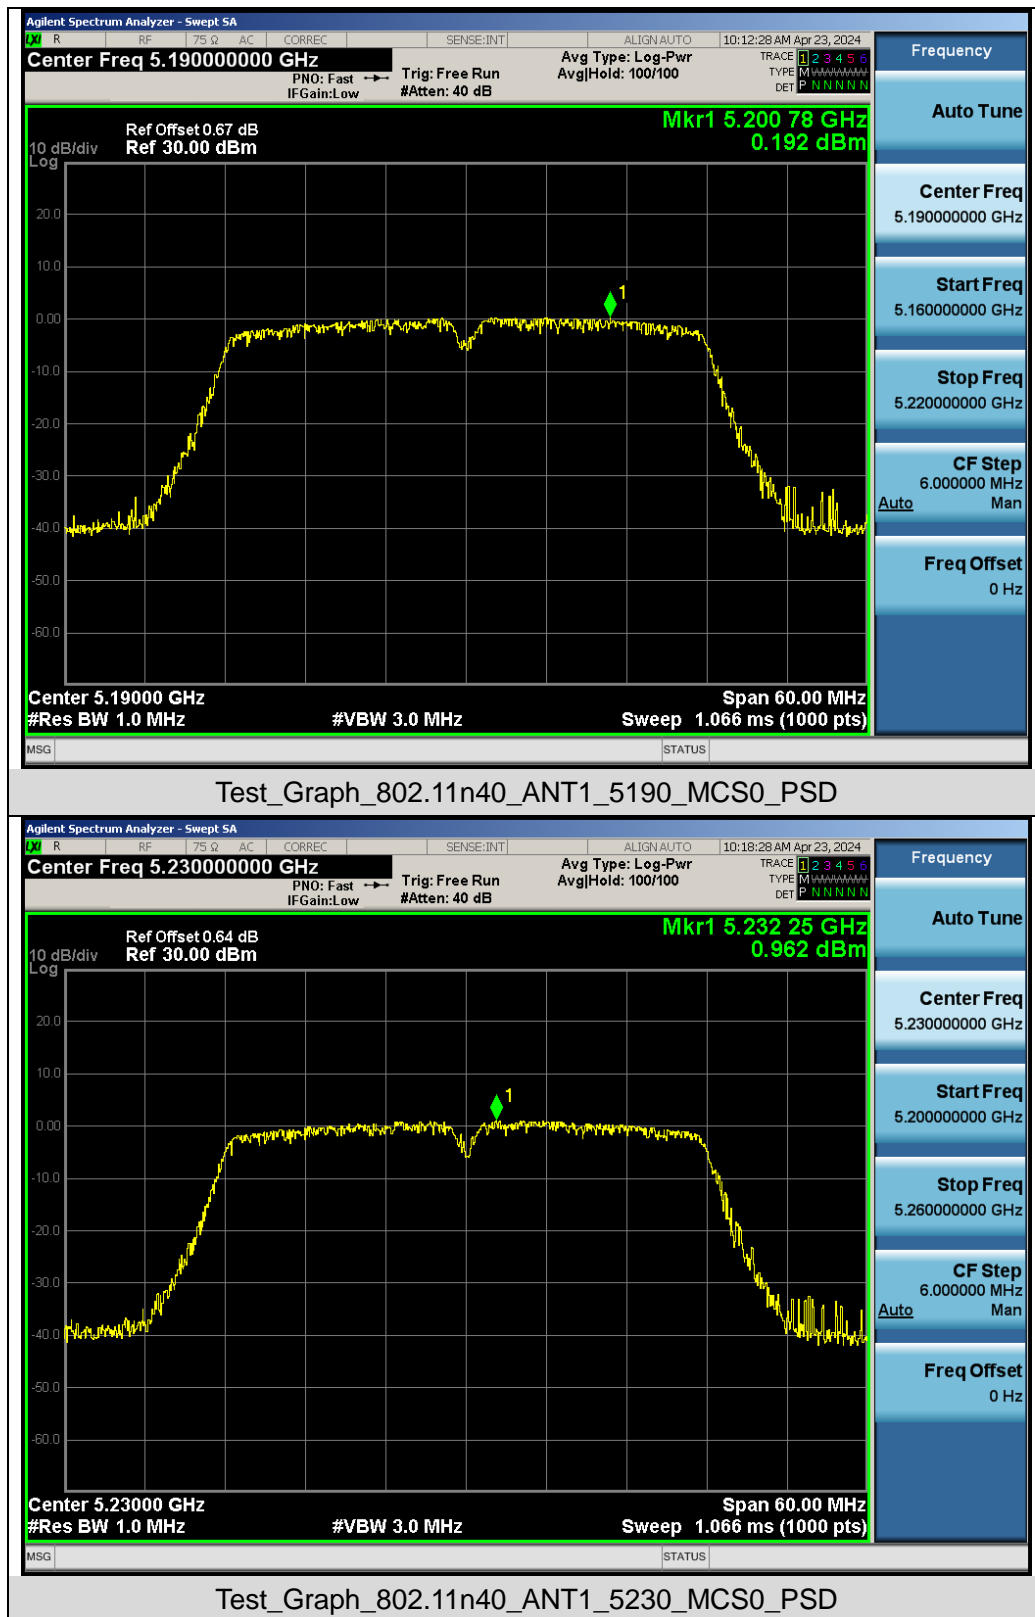 Agilent Spectrum Analyzer - Swept SA
LXI R RF 75 Ω AC CORREC SENSE:INT ALIGN AUTO 10:12:28 AM Apr 23, 2024
Center Freq 5.190000000 GHz
PNO: Fast
IFGain:Low
Trig: Free Run
#Atten: 40 dB
Avg Type: Log-Pwr
Avg|Hold: 100/100
TRACE 1 2 3 4 5 6
TYPE M WWWWW
DET P N N N N N
Ref Offset 0.67 dB
Ref 30.00 dBm
10 dB/div
Log
Mkr1 5.200 78 GHz
0.192 dBm
20.0
10.0
0.00
-10.0
-20.0
-30.0
-40.0
-50.0
-60.0
1
Center 5.19000 GHz
#Res BW 1.0 MHz
#VBW 3.0 MHz
Span 60.00 MHz
Sweep 1.066 ms (1000 pts)
MSG
STATUS
Frequency
Auto Tune
Center Freq
5.190000000 GHz
Start Freq
5.160000000 GHz
Stop Freq
5.220000000 GHz
CF Step
6.000000 MHz
Auto Man
Freq Offset
0 Hz
Test_Graph_802.11n40_ANT1_5190_MCS0_PSD
Agilent Spectrum Analyzer - Swept SA
LXI R RF 75 Ω AC CORREC SENSE:INT ALIGN AUTO 10:18:28 AM Apr 23, 2024
Center Freq 5.230000000 GHz
PNO: Fast
IFGain:Low
Trig: Free Run
#Atten: 40 dB
Avg Type: Log-Pwr
Avg|Hold: 100/100
TRACE 1 2 3 4 5 6
TYPE M WWWWW
DET P N N N N N
Ref Offset 0.64 dB
Ref 30.00 dBm
10 dB/div
Log
Mkr1 5.232 25 GHz
0.962 dBm
20.0
10.0
0.00
-10.0
-20.0
-30.0
-40.0
-50.0
-60.0
1
Center 5.23000 GHz
#Res BW 1.0 MHz
#VBW 3.0 MHz
Span 60.00 MHz
Sweep 1.066 ms (1000 pts)
MSG
STATUS
Frequency
Auto Tune
Center Freq
5.230000000 GHz
Start Freq
5.200000000 GHz
Stop Freq
5.260000000 GHz
CF Step
6.000000 MHz
Auto Man
Freq Offset
0 Hz
Test_Graph_802.11n40_ANT1_5230_MCS0_PSD